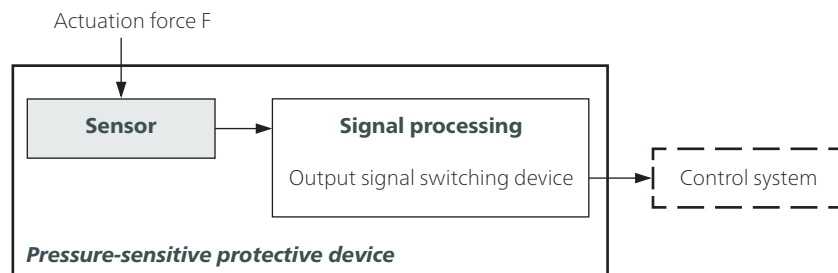 Actuation force F
Sensor
Signal processing
Output signal switching device
Control system
Pressure-sensitive protective device